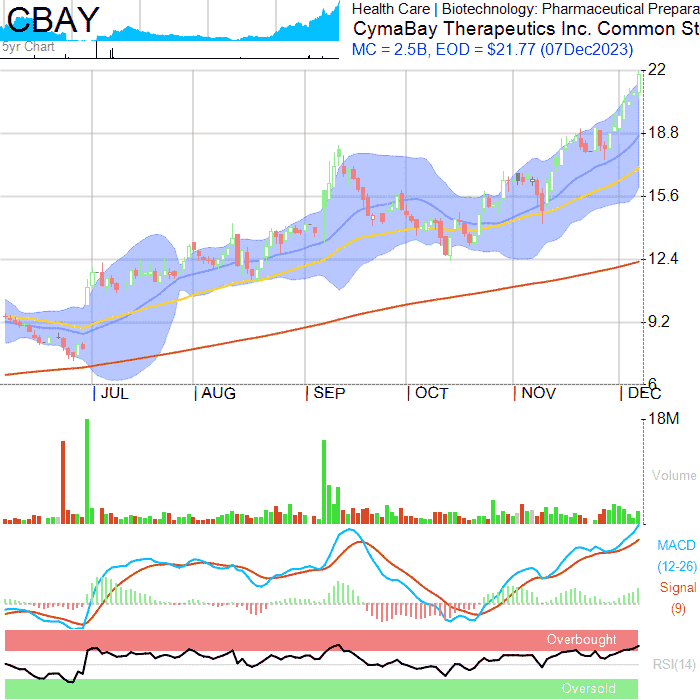 CBAY
5yr Chart
Health Care | Biotechnology: Pharmaceutical Prepara
CymaBay Therapeutics Inc. Common St
MC = 2.5B, EOD = $21.77 (07Dec2023)
22
18.8
15.6
12.4
9.2
6
JUL AUG SEP OCT NOV DEC
18M
Volume
MACD
(12-26)
Signal
(9)
Overbought
RSI(14)
Oversold